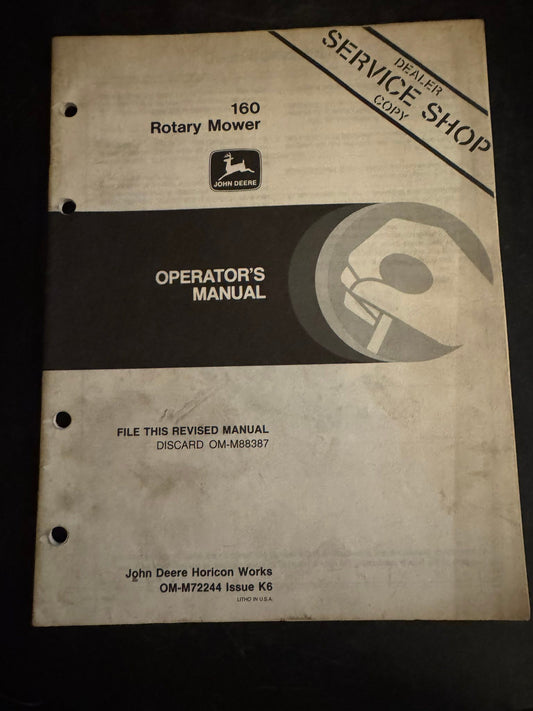 DEALER
SERVICE SHOP
COPY
160
Rotary Mower
JOHN DEERE
OPERATOR'S
MANUAL
FILE THIS REVISED MANUAL
DISCARD OM-M88387
John Deere Horicon Works
OM-M72244 Issue K6
LITHO IN U.S.A.